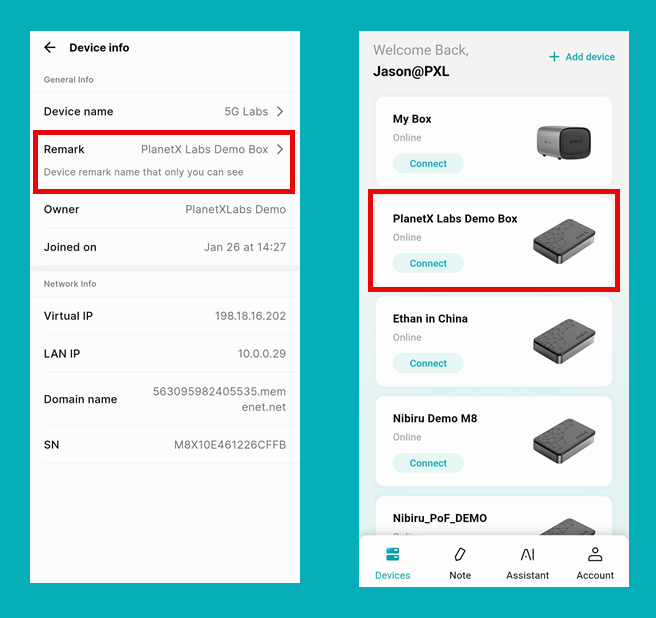 Device info
General Info
Device name 5G Labs
Remark PlanetX Labs Demo Box
Device remark name that only you can see
Owner PlanetXLabs Demo
Joined on Jan 26 at 14:27
Network Info
Virtual IP 198.18.16.202
LAN IP 10.0.0.29
Domain name 563095982405535.mem
enet.net
SN M8X10E461226CFFB
Welcome Back,
Jason@PXL
Add device
My Box
Online
Connect
PlanetX Labs Demo Box
Online
Connect
Ethan in China
Online
Connect
Nibiru Demo M8
Online
Connect
Nibiru_PoF_DEMO
Online
Devices Note Assistant Account